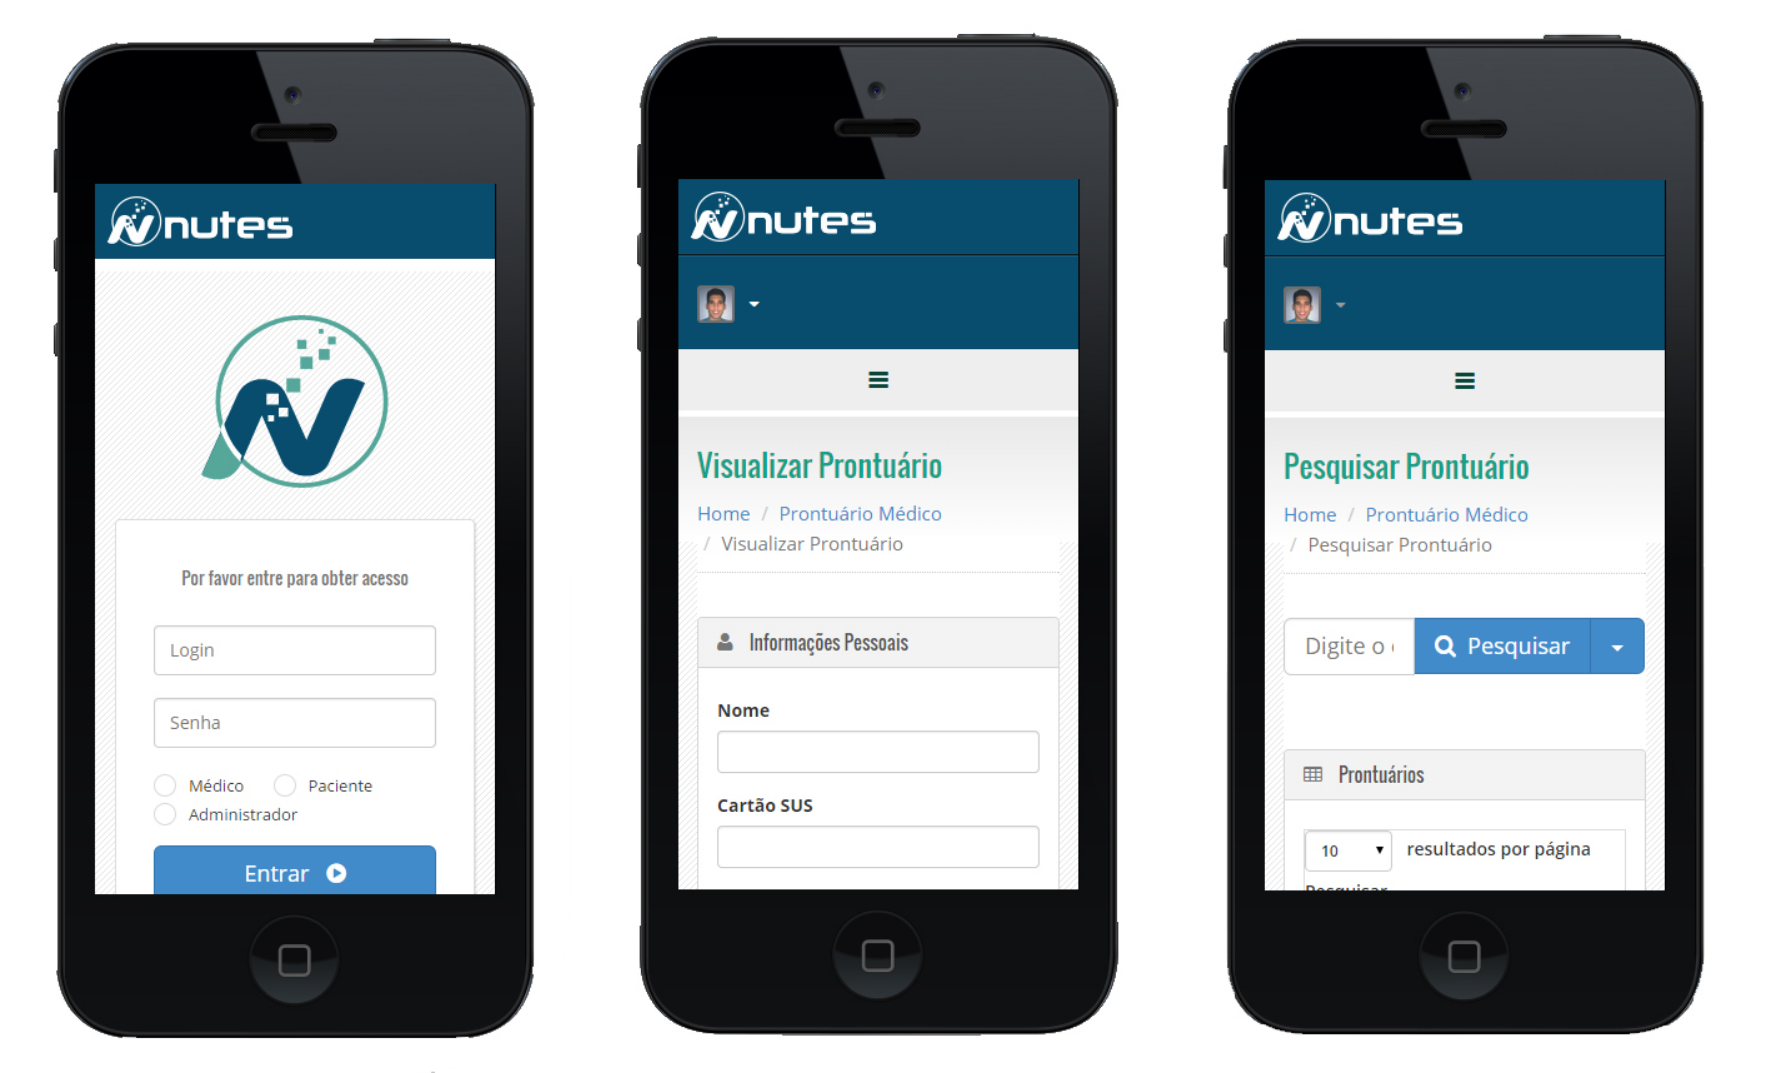 nutes
Por favor entre para obter acesso
Login
Senha
Médico Paciente
Administrador
Entrar
nutes
Visualizar Prontuário
Home / Prontuário Médico
/ Visualizar Prontuário
Informações Pessoais
Nome
Cartão SUS
nutes
Pesquisar Prontuário
Home / Prontuário Médico
/ Pesquisar Prontuário
Digite o Pesquisar
Prontuários
10 resultados por página
Pesquisar